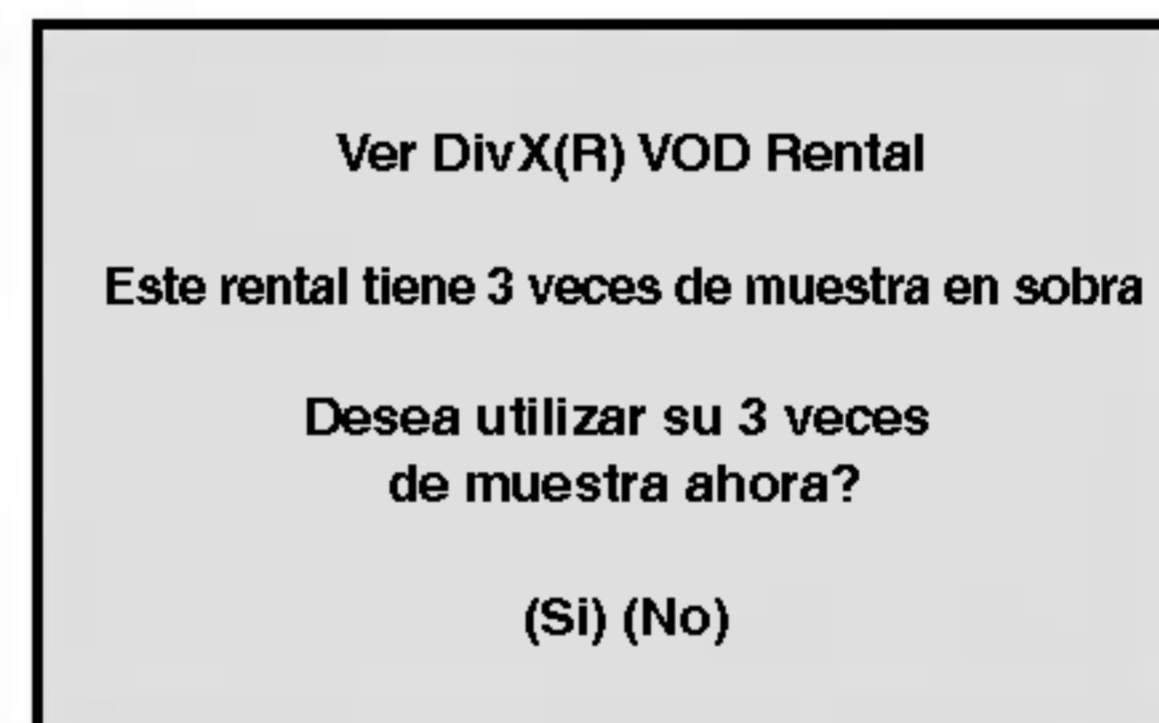 Ver DivX(R) VOD Rental
Este rental tiene 3 veces de muestra en sobra
Desea utilizar su 3 veces
de muestra ahora?
(Si) (No)